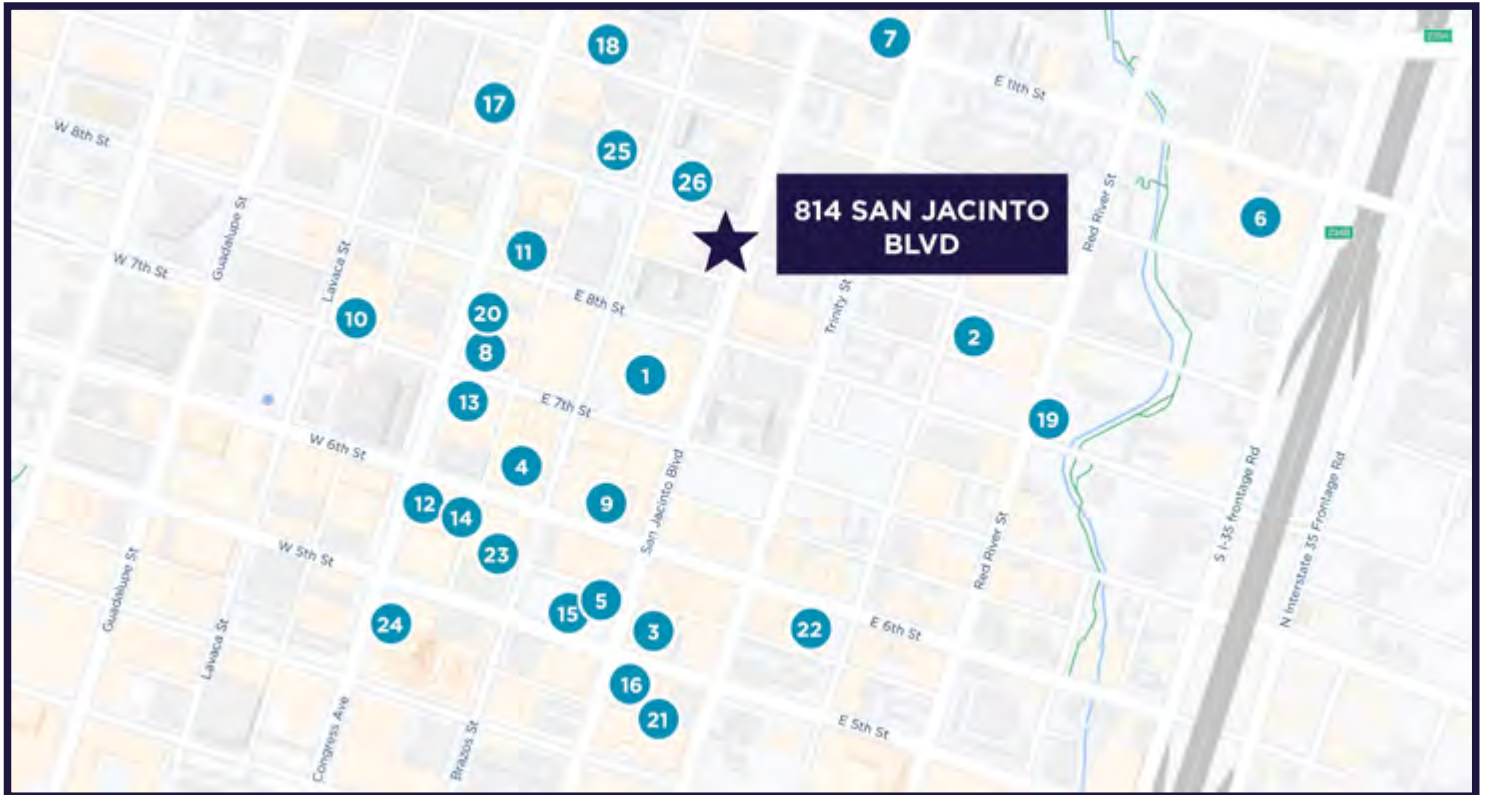 18
7
2354
E 11th St
17
W 8th St
25
26
814 SAN JACINTO
BLVD
Red River St
6
Guadalupe St
11
Lavaca St
W 7th St
E 8th St
Trinity St
10
20
2
8
1
13
E 7th St
19
W 6th St
4
San Jacinto Blvd
12
14
9
S I-35 frontage Rd
N Interstate 35 Frontage Rd
23
W 5th St
Red River St
Guadalupe St
15
5
24
3
22
E 6th St
Lavaca St
16
21
E 5th St
Congress Ave
Brazos St